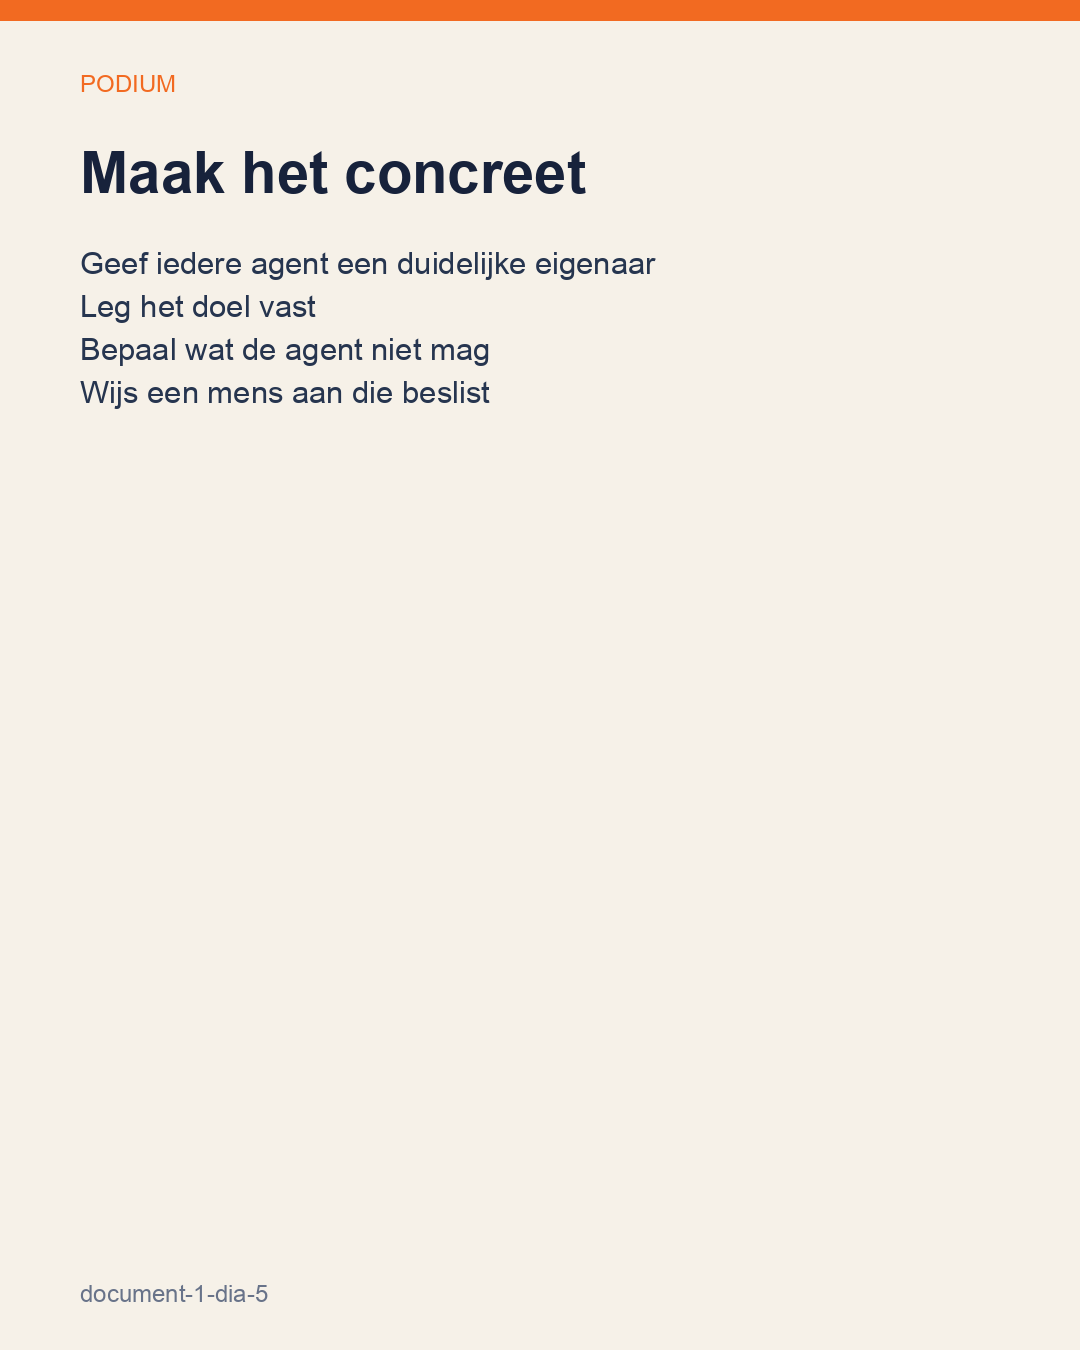 PODIUM
Maak het concreet
Geef iedere agent een duidelijke eigenaar
Leg het doel vast
Bepaal wat de agent niet mag
Wijs een mens aan die beslist
document-1-dia-5